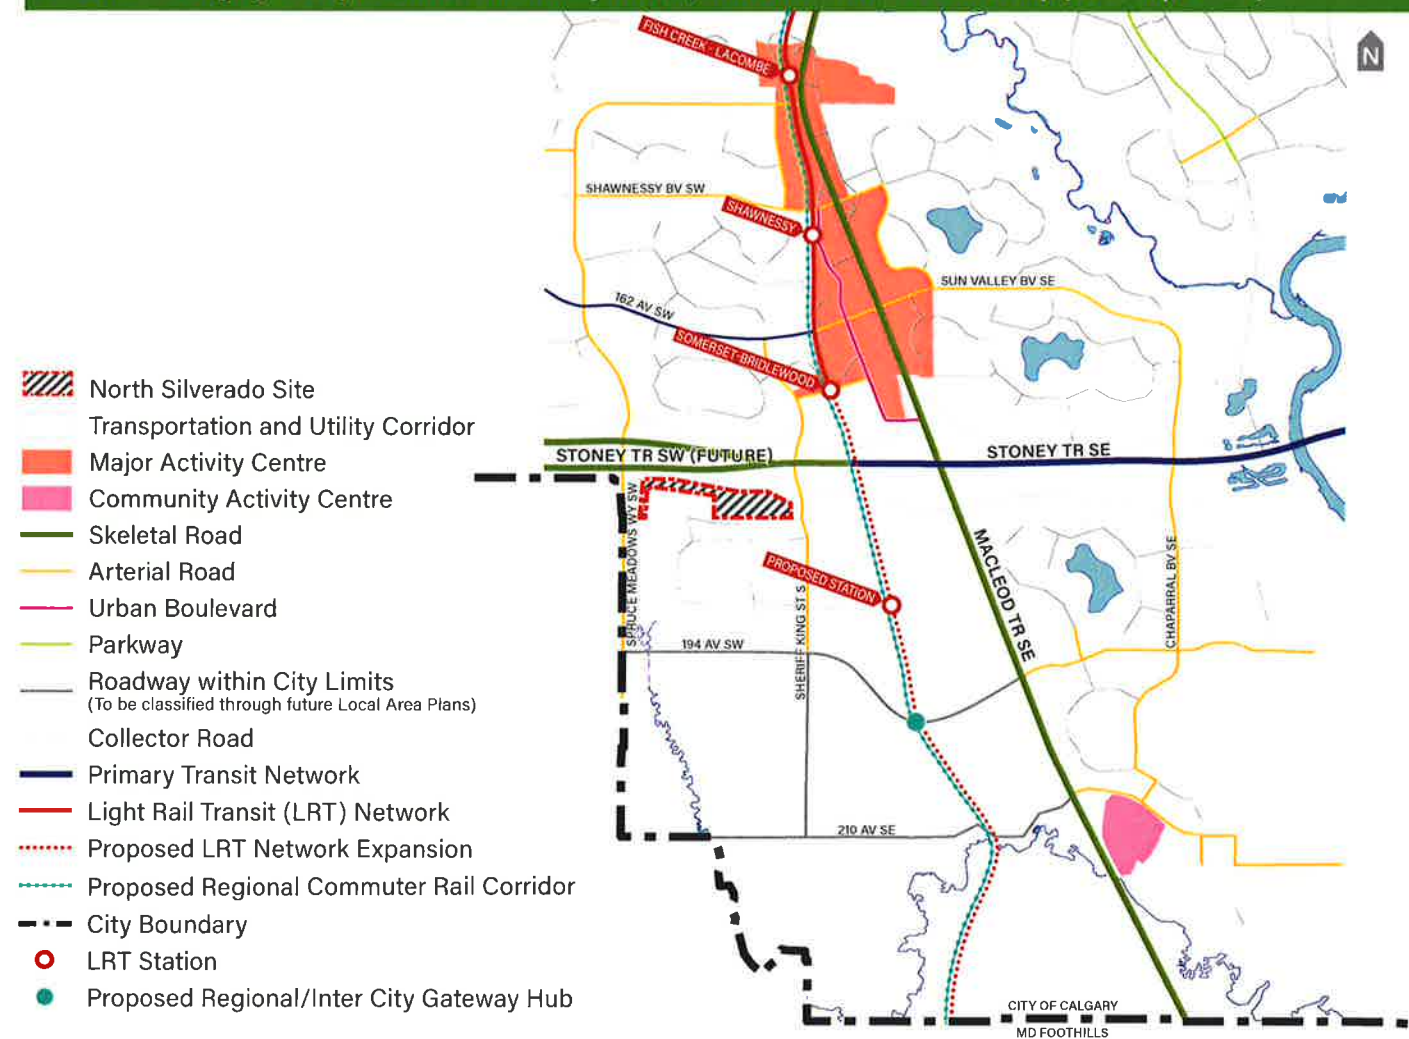 N
FISH CREEK - LACOMBE
SHAWNESSY BV SW
SHAWNESSY
SUN VALLEY BV SE
162 AV SW
SOMERSET-BRIDLEWOOD
STONEY TR SW (FUTURE)
STONEY TR SE
SPRUCE MEADOWS WY SW
MACLEOD TR SE
CHAPARRAL BV SE
PROPOSED STATION
SHERIFF KING ST S
194 AV SW
210 AV SE
CITY OF CALGARY
MD FOOTHILLS
North Silverado Site
Transportation and Utility Corridor
Major Activity Centre
Community Activity Centre
Skeletal Road
Arterial Road
Urban Boulevard
Parkway
Roadway within City Limits
(To be classified through future Local Area Plans)
Collector Road
Primary Transit Network
Light Rail Transit (LRT) Network
Proposed LRT Network Expansion
Proposed Regional Commuter Rail Corridor
City Boundary
LRT Station
Proposed Regional/Inter City Gateway Hub